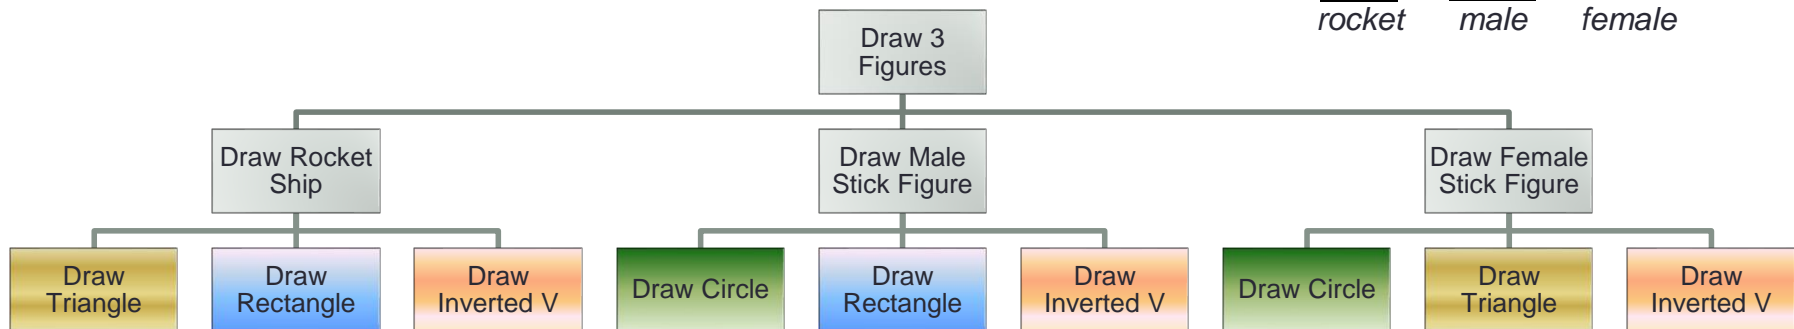 rocket male female
Draw 3
Figures
Draw Rocket
Ship
Draw Male
Stick Figure
Draw Female
Stick Figure
Draw
Triangle
Draw
Rectangle
Draw
Inverted V
Draw Circle
Draw
Rectangle
Draw
Inverted V
Draw Circle
Draw
Triangle
Draw
Inverted V